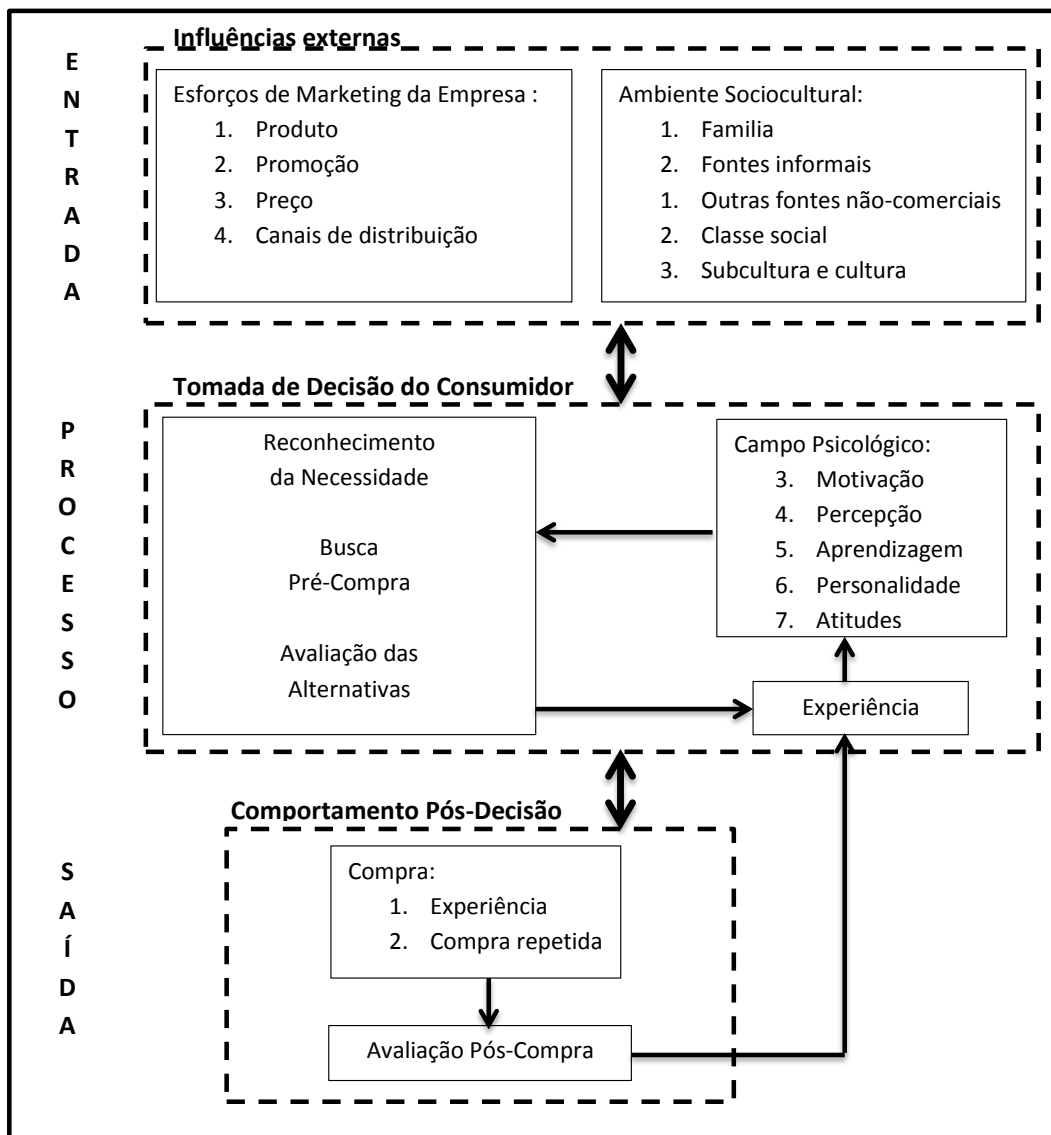 Influências externas
E
N
T
R
A
D
A
Esforços de Marketing da Empresa :
1. Produto
2. Promoção
3. Preço
4. Canais de distribuição
Ambiente Sociocultural:
1. Familia
2. Fontes informais
1. Outras fontes não-comerciais
2. Classe social
3. Subcultura e cultura
Tomada de Decisão do Consumidor
P
R
O
C
E
S
S
O
Reconhecimento
da Necessidade
Busca
Pré-Compra
Avaliação das
Alternativas
Campo Psicológico:
3. Motivação
4. Percepção
5. Aprendizagem
6. Personalidade
7. Atitudes
Experiência
Comportamento Pós-Decisão
S
A
Í
D
A
Compra:
1. Experiência
2. Compra repetida
Avaliação Pós-Compra